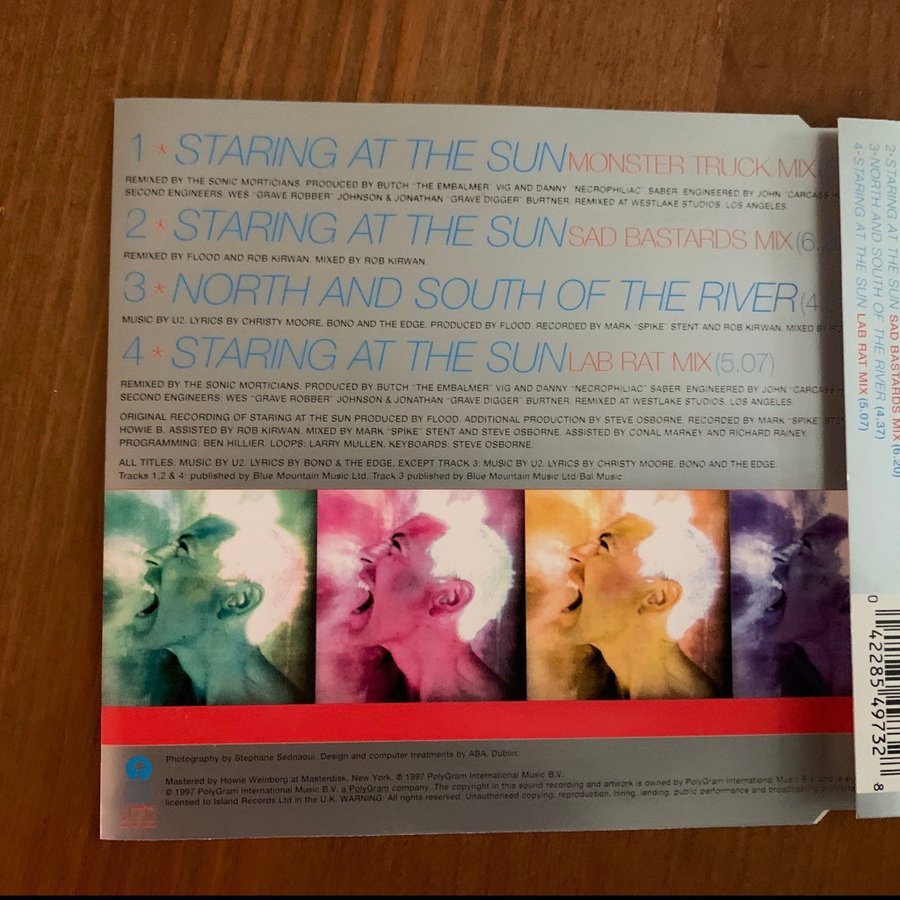 1 * STARING AT THE SUN MONSTER TRUCK MIX
REMIXED BY THE SONIC MORTICIANS. PRODUCED BY BUTCH "THE EMBALMER" VIG AND DANNY "NECROPHILIAC" SABER. ENGINEERED BY JOHN "CARCASS
SECOND ENGINEERS: WES "GRAVE ROBBER" JOHNSON & JONATHAN "GRAVE DIGGER" BURTNER. REMIXED AT WESTLAKE STUDIOS, LOS ANGELES.
2 * STARING AT THE SUN SAD BASTARDS MIX
REMIXED BY FLOOD AND ROB KIRWAN. MIXED BY ROB KIRWAN.
3 * NORTH AND SOUTH OF THE RIVER
MUSIC BY U2. LYRICS BY CHRISTY MOORE, BONO AND THE EDGE. PRODUCED BY FLOOD. RECORDED BY MARK "SPIKE" STENT AND ROB KIRWAN. MIXED BY
4 * STARING AT THE SUN LAB RAT MIX (5.07)
REMIXED BY THE SONIC MORTICIANS. PRODUCED BY BUTCH "THE EMBALMER" VIG AND DANNY "NECROPHILIAC" SABER. ENGINEERED BY JOHN "CARCASS
SECOND ENGINEERS: WES "GRAVE ROBBER" JOHNSON & JONATHAN "GRAVE DIGGER" BURTNER. REMIXED AT WESTLAKE STUDIOS, LOS ANGELES.
ORIGINAL RECORDING OF STARING AT THE SUN PRODUCED BY FLOOD. ADDITIONAL PRODUCTION BY STEVE OSBORNE. RECORDED BY MARK "SPIKE"
HOWIE B. ASSISTED BY ROB KIRWAN. MIXED BY MARK "SPIKE" STENT AND STEVE OSBORNE. ASSISTED BY CONAL MARKEY AND RICHARD RAINEY.
PROGRAMMING: BEN HILLIER. LOOPS: LARRY MULLEN. KEYBOARDS: STEVE OSBORNE.
ALL TITLES: MUSIC BY U2. LYRICS BY BONO & THE EDGE, EXCEPT TRACK 3: MUSIC BY U2. LYRICS BY CHRISTY MOORE, BONO AND THE EDGE.
Tracks 1,2 & 4: published by Blue Mountain Music Ltd. Track 3 published by Blue Mountain Music Ltd/Bal Music.
Photography by Stephane Sednaoui. Design and computer treatments by ABA, Dublin.
Mastered by Howie Weinberg at Masterdisk, New York. ℗ 1997 PolyGram International Music B.V.
© 1997 PolyGram International Music B.V. a PolyGram company. The copyright in this sound recording and artwork is owned by PolyGram International Music B.V.
licensed to Island Records Ltd in the U.K. WARNING: All rights reserved. Unauthorised copying, reproduction, hiring, lending, public performance and broadcasting
2*STARING AT THE SUN SAD BASTARDS MIX (6.20)
3*NORTH AND SOUTH OF THE RIVER (4.37)
4*STARING AT THE SUN LAB RAT MIX (5.07)
0 42285 49732 8